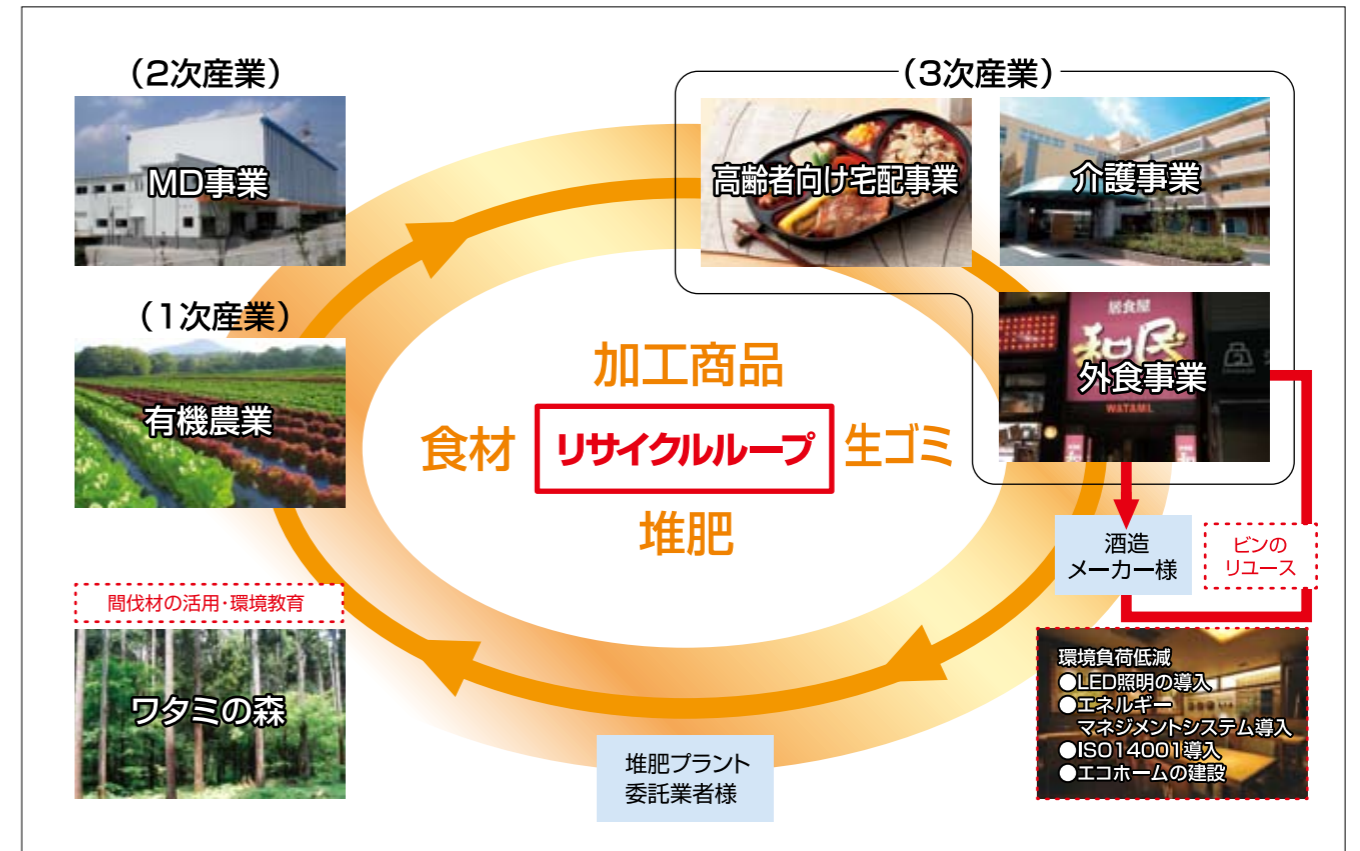 （2次産業）
MD事業
（3次産業）
高齢者向け宅配事業
介護事業
（1次産業）
有機農業
居食屋
和民
WATAMI
外食事業
加工商品
食材
リサイクルループ
生ゴミ
堆肥
酒造
メーカー様
ビンの
リユース
間伐材の活用・環境教育
ワタミの森
堆肥プラント
委託業者様
環境負荷低減
●LED照明の導入
●エネルギー
マネジメントシステム導入
●ISO14001導入
●エコホームの建設